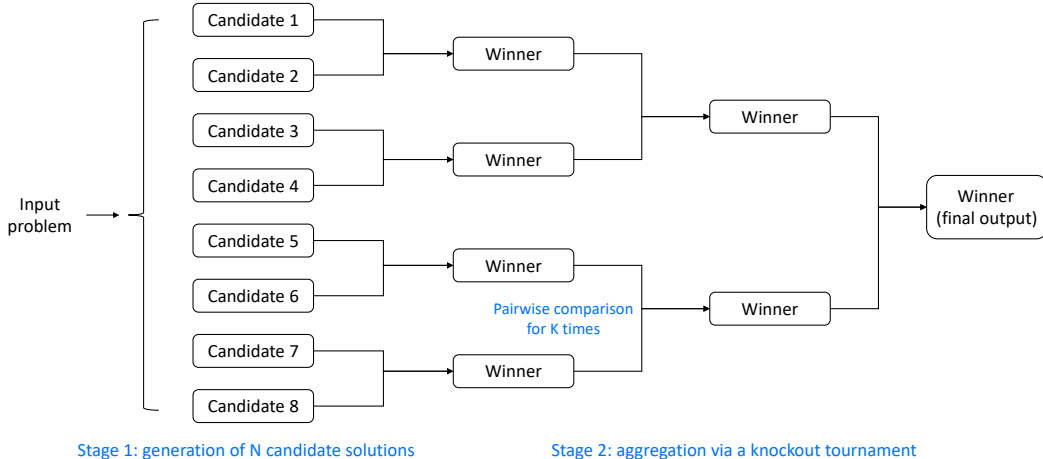 Input
problem
Candidate 1
Candidate 2
Candidate 3
Candidate 4
Candidate 5
Candidate 6
Candidate 7
Candidate 8
Winner
Winner
Winner
Winner
Pairwise comparison
for K times
Winner
Winner
Winner
(final output)
Stage 1: generation of N candidate solutions
Stage 2: aggregation via a knockout tournament